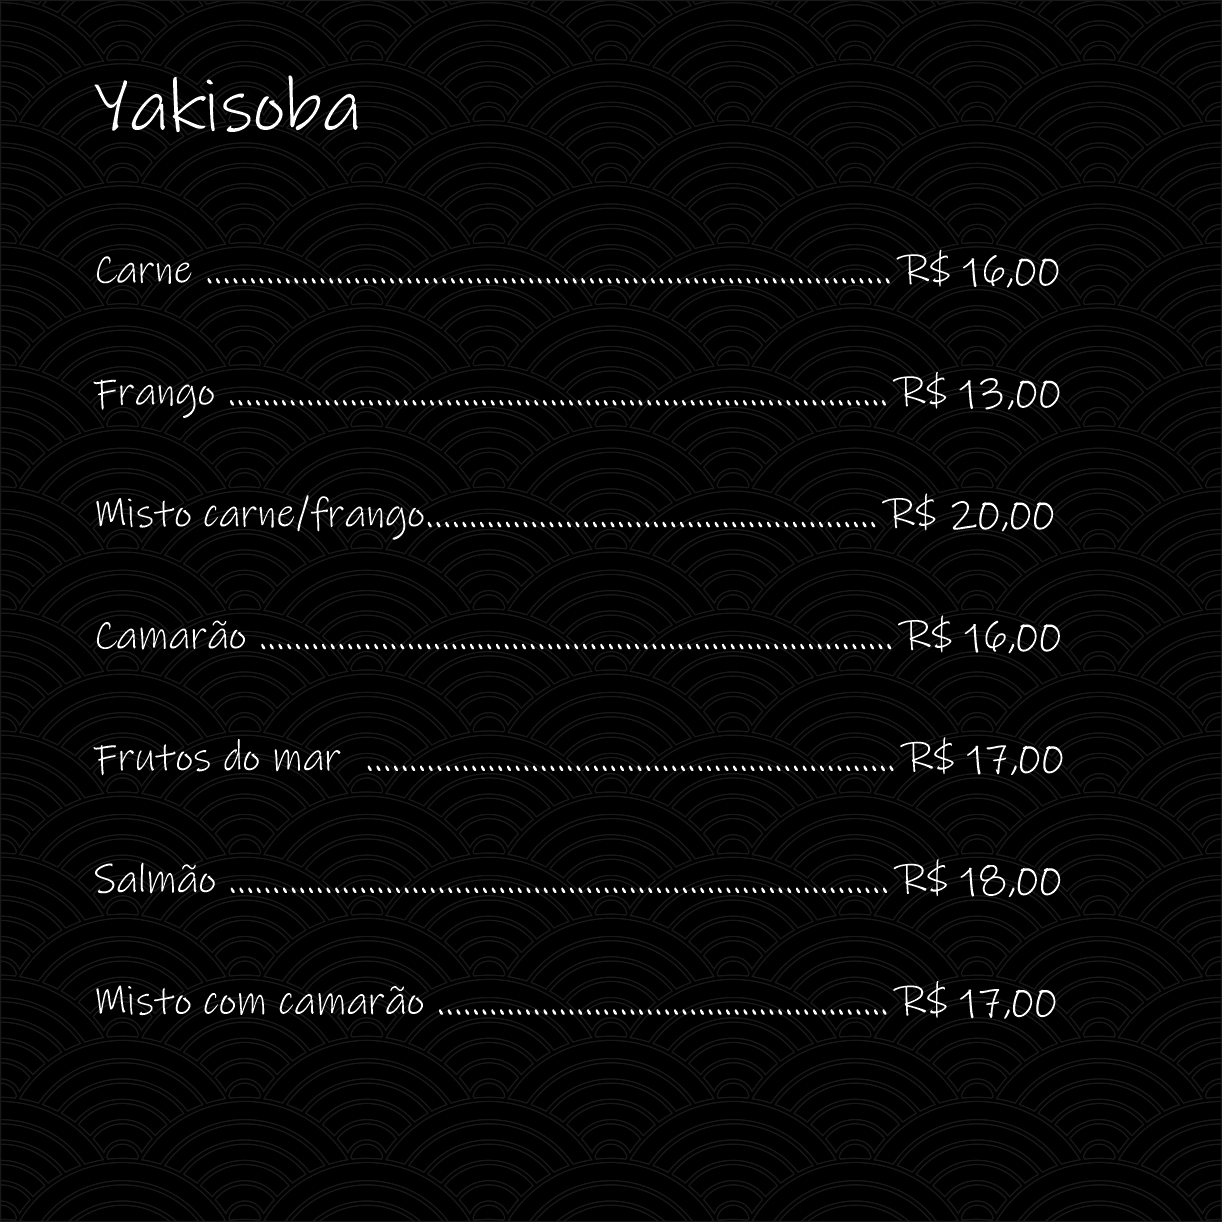 Yakisoba
Carne ........................................................................... R$ 16,00
Frango ........................................................................ R$ 13,00
Misto carne/frango................................................. R$ 20,00
Camarão ..................................................................... R$ 16,00
Frutos do mar .......................................................... R$ 17,00
Salmão ........................................................................ R$ 18,00
Misto com camarão ................................................. R$ 17,00